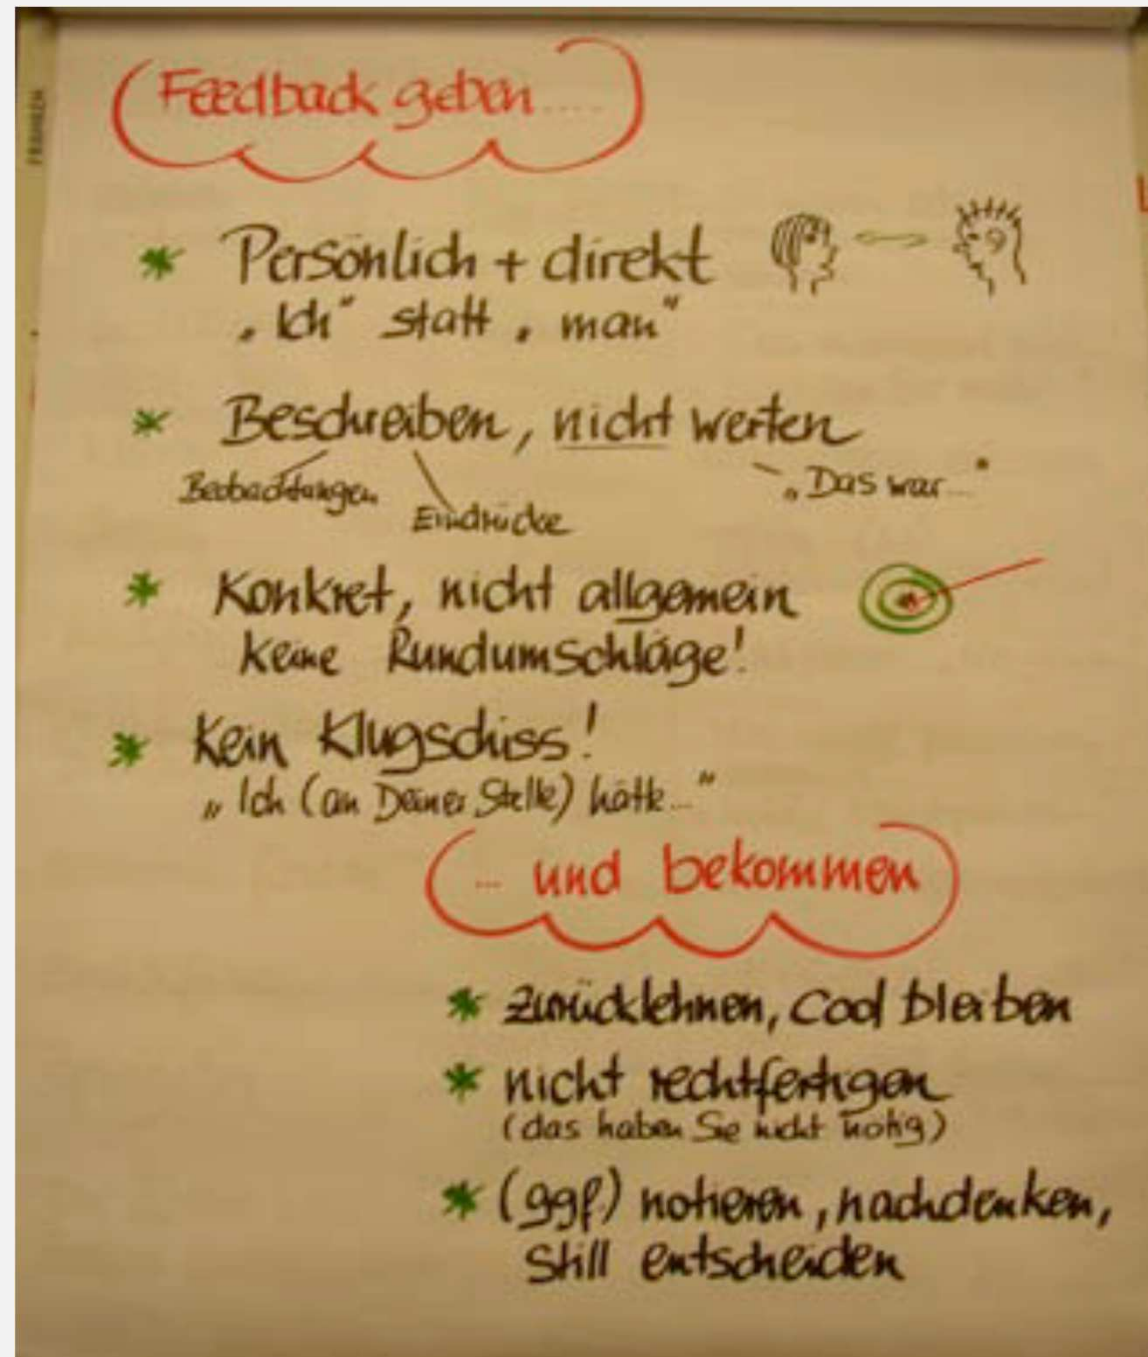 Feedback geben.....
* Persönlich + direkt
„Ich“ statt „man“
* Beschreiben, nicht werten
Beobachtungen
„Das war...“
Eindrücke
* Konkret, nicht allgemein
keine Rundumschläge!
* Kein Klugschiss!
„Ich (an Deiner Stelle) hätte...“
... und bekommen
* zurücklehnen, cool bleiben
* nicht rechtfertigen
(das haben Sie nicht nötig)
* (ggf) notieren, nachdenken,
still entscheiden